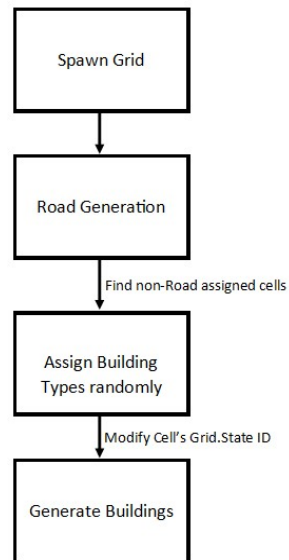 Spawn Grid
Road Generation
Find non-Road assigned cells
Assign Building
Types randomly
Modify Cell's Grid.State ID
Generate Buildings